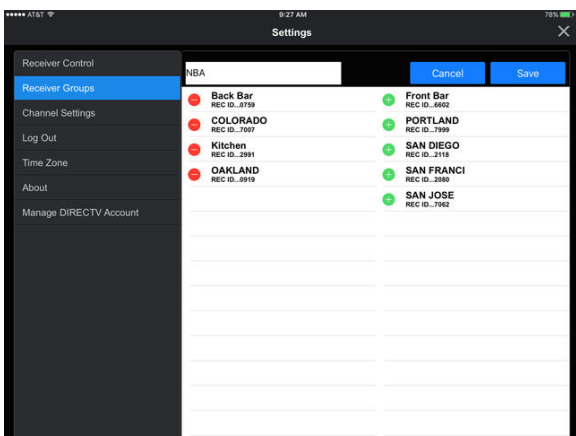 AT&T
9:27 AM
78%
Settings
Receiver Control
Receiver Groups
Channel Settings
Log Out
Time Zone
About
Manage DIRECTV Account
NBA
Cancel
Save
Back Bar
REC ID...0759
COLORADO
REC ID...7007
Kitchen
REC ID...2991
OAKLAND
REC ID...0919
Front Bar
REC ID...6602
PORTLAND
REC ID...7999
SAN DIEGO
REC ID...2118
SAN FRANCI
REC ID...2080
SAN JOSE
REC ID...7062